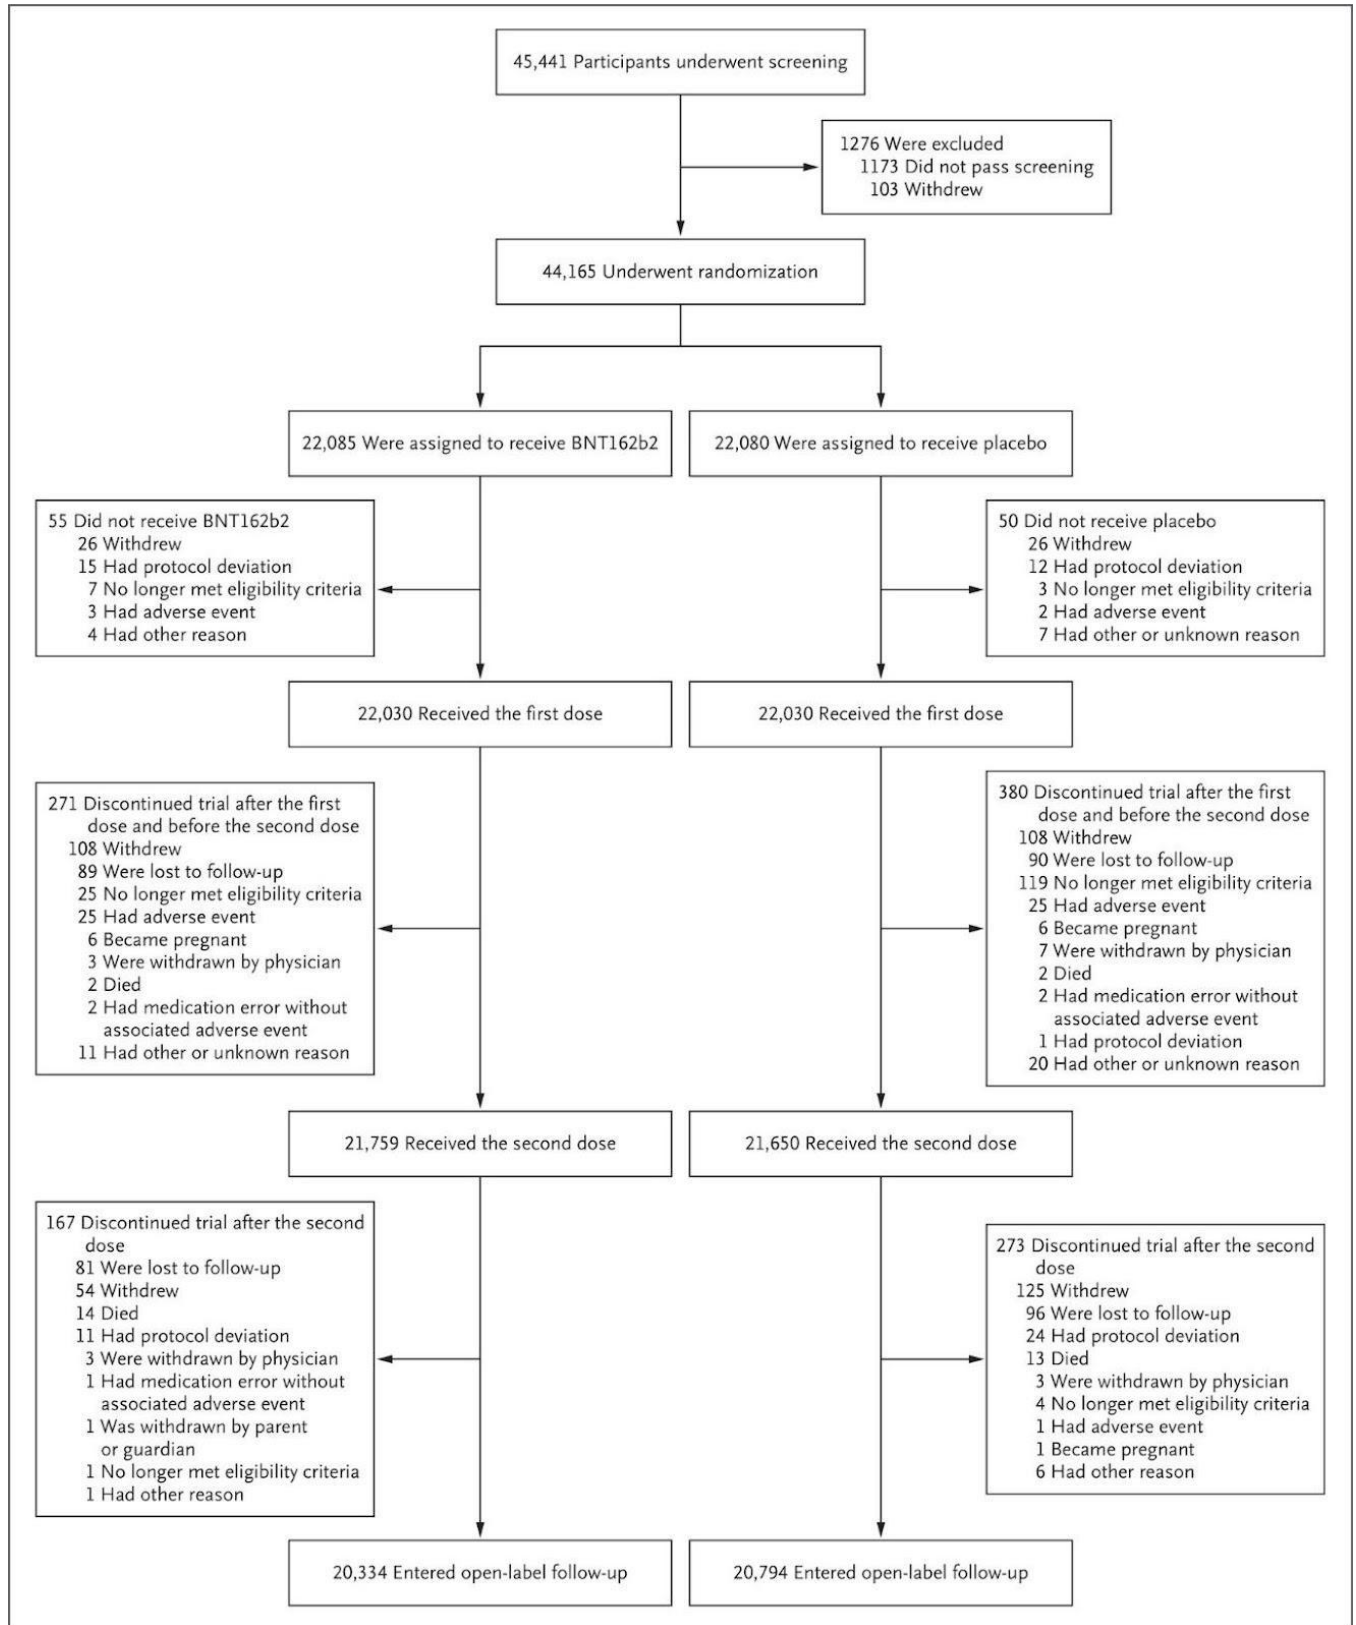 45,441 Participants underwent screening
1276 Were excluded
1173 Did not pass screening
103 Withdrew
44,165 Underwent randomization
22,085 Were assigned to receive BNT162b2
22,080 Were assigned to receive placebo
55 Did not receive BNT162b2
26 Withdrew
15 Had protocol deviation
7 No longer met eligibility criteria
3 Had adverse event
4 Had other reason
50 Did not receive placebo
26 Withdrew
12 Had protocol deviation
3 No longer met eligibility criteria
2 Had adverse event
7 Had other or unknown reason
22,030 Received the first dose
22,030 Received the first dose
271 Discontinued trial after the first
dose and before the second dose
108 Withdrew
89 Were lost to follow-up
25 No longer met eligibility criteria
25 Had adverse event
6 Became pregnant
3 Were withdrawn by physician
2 Died
2 Had medication error without
associated adverse event
11 Had other or unknown reason
380 Discontinued trial after the first
dose and before the second dose
108 Withdrew
90 Were lost to follow-up
119 No longer met eligibility criteria
25 Had adverse event
6 Became pregnant
7 Were withdrawn by physician
2 Died
2 Had medication error without
associated adverse event
1 Had protocol deviation
20 Had other or unknown reason
21,759 Received the second dose
21,650 Received the second dose
167 Discontinued trial after the second
dose
81 Were lost to follow-up
54 Withdrew
14 Died
11 Had protocol deviation
3 Were withdrawn by physician
1 Had medication error without
associated adverse event
1 Was withdrawn by parent
or guardian
1 No longer met eligibility criteria
1 Had other reason
273 Discontinued trial after the second
dose
125 Withdrew
96 Were lost to follow-up
24 Had protocol deviation
13 Died
3 Were withdrawn by physician
4 No longer met eligibility criteria
1 Had adverse event
1 Became pregnant
6 Had other reason
20,334 Entered open-label follow-up
20,794 Entered open-label follow-up